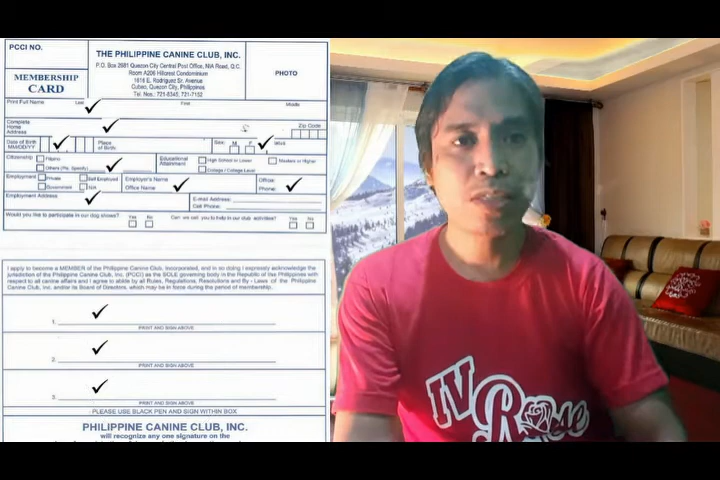 PCCI NO.
MEMBERSHIP
CARD
THE PHILIPPINE CANINE CLUB, INC.
P.O. Box 2681 Quezon City Central Post Office, NIA Road, Q.C.
Room A206 Hillcrest Condominium
1616 E. Rodriguez Sr. Avenue
Cubao, Quezon City, Philippines
Tel. Nos.: 721-8345; 721-7152
PHOTO
Print Full Name Last First Middle
Complete
Home
Address
Zip Code
Date of Birth
MM/DD/YY
Place
of Birth
Sex: M F
Citizenship Filipino
Others (Pls. Specify)
Educational
Attainment
High School or Lower
College / College Level
Masters or Higher
Employment Private Self Employed
Government N/A
Employer's Name
Office Name
Office
Phone:
Employment Address
E-mail Address:
Cell Phone:
Would you like to participate in our dog shows? Yes No
Can we call you to help in our club activities? Yes No
I apply to become a MEMBER of the Philippine Canine Club, Incorporated, and in so doing I expressly acknowledge the
jurisdiction of the Philippine Canine Club, Inc. (PCCI) as the SOLE governing body in the Republic of the Philippines with
respect to all canine affairs and I agree to abide by all Rules, Regulations, Resolutions and By - Laws of the Philippine
Canine Club, Inc. and/or its Board of Directors, which may be in force during the period of membership.
1.
PRINT AND SIGN ABOVE
2.
PRINT AND SIGN ABOVE
3.
PRINT AND SIGN ABOVE
PLEASE USE BLACK PEN AND SIGN WITHIN BOX
PHILIPPINE CANINE CLUB, INC.
will recognize any one signature on the
IV Rose